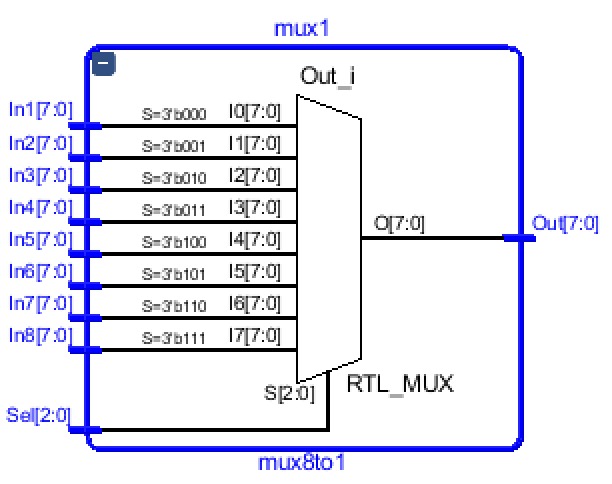 mux1
Out_i
In1[7:0] S=3'b000 I0[7:0]
In2[7:0] S=3'b001 I1[7:0]
In3[7:0] S=3'b010 I2[7:0]
In4[7:0] S=3'b011 I3[7:0]
O[7:0] Out[7:0]
In5[7:0] S=3'b100 I4[7:0]
In6[7:0] S=3'b101 I5[7:0]
In7[7:0] S=3'b110 I6[7:0]
In8[7:0] S=3'b111 I7[7:0]
S[2:0] RTL_MUX
Sel[2:0]
mux8to1